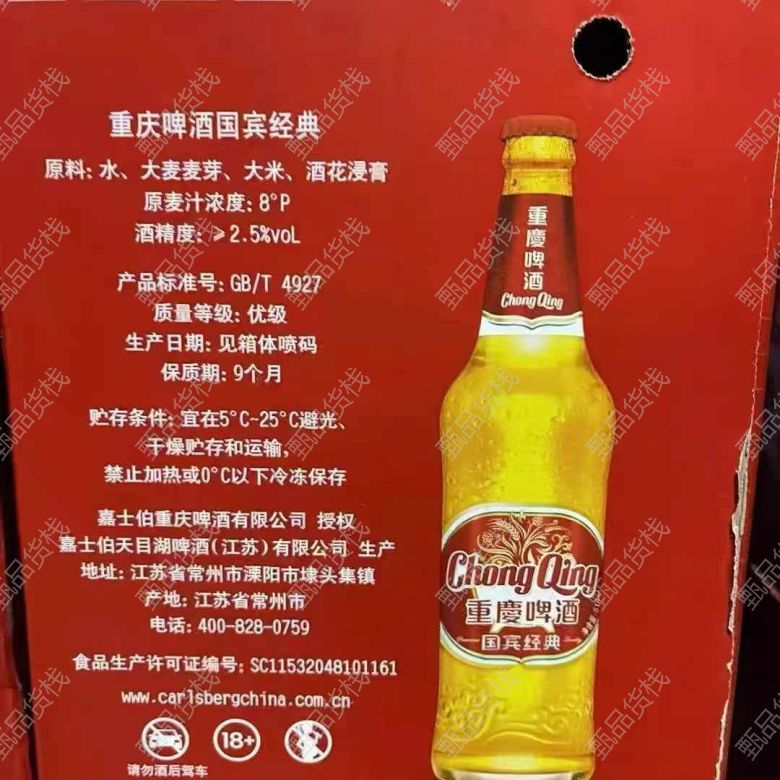 重庆啤酒国宾经典
原料: 水、大麦麦芽、大米、酒花浸膏
原麦汁浓度: 8°P
酒精度: ≥2.5%voL
产品标准号: GB/T 4927
质量等级: 优级
生产日期: 见箱体喷码
保质期: 9个月
贮存条件: 宜在5°C~25°C避光、
干燥贮存和运输,
禁止加热或0°C以下冷冻保存
嘉士伯重庆啤酒有限公司 授权
嘉士伯天目湖啤酒(江苏)有限公司 生产
地址: 江苏省常州市溧阳市埭头集镇
产地: 江苏省常州市
电话: 400-828-0759
食品生产许可证编号: SC11532048101161
www.carlsbergchina.com.cn
18+
请勿酒后驾车
重慶啤酒
ChongQing
ChongQing
重慶啤酒
国宾经典
甄品货栈